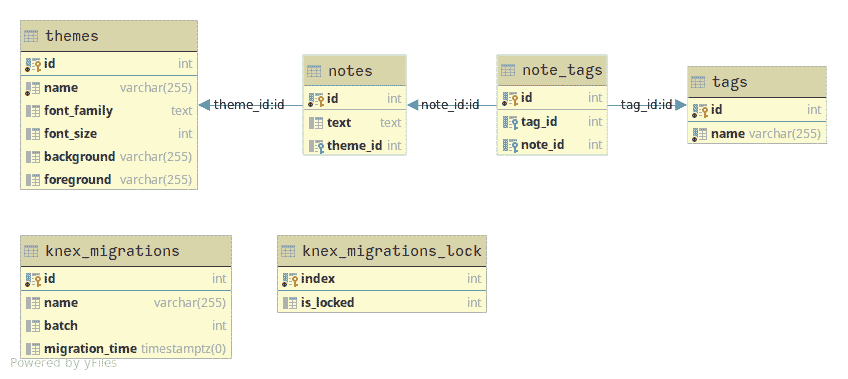 themes
id int
name varchar(255)
font_family text
font_size int
background varchar(255)
foreground varchar(255)
theme_id:id
notes
id int
text text
theme_id int
note_id:id
note_tags
id int
tag_id int
note_id int
tag_id:id
tags
id int
name varchar(255)
knex_migrations
id int
name varchar(255)
batch int
migration_time timestamptz(0)
knex_migrations_lock
index int
is_locked int
Powered by yFiles